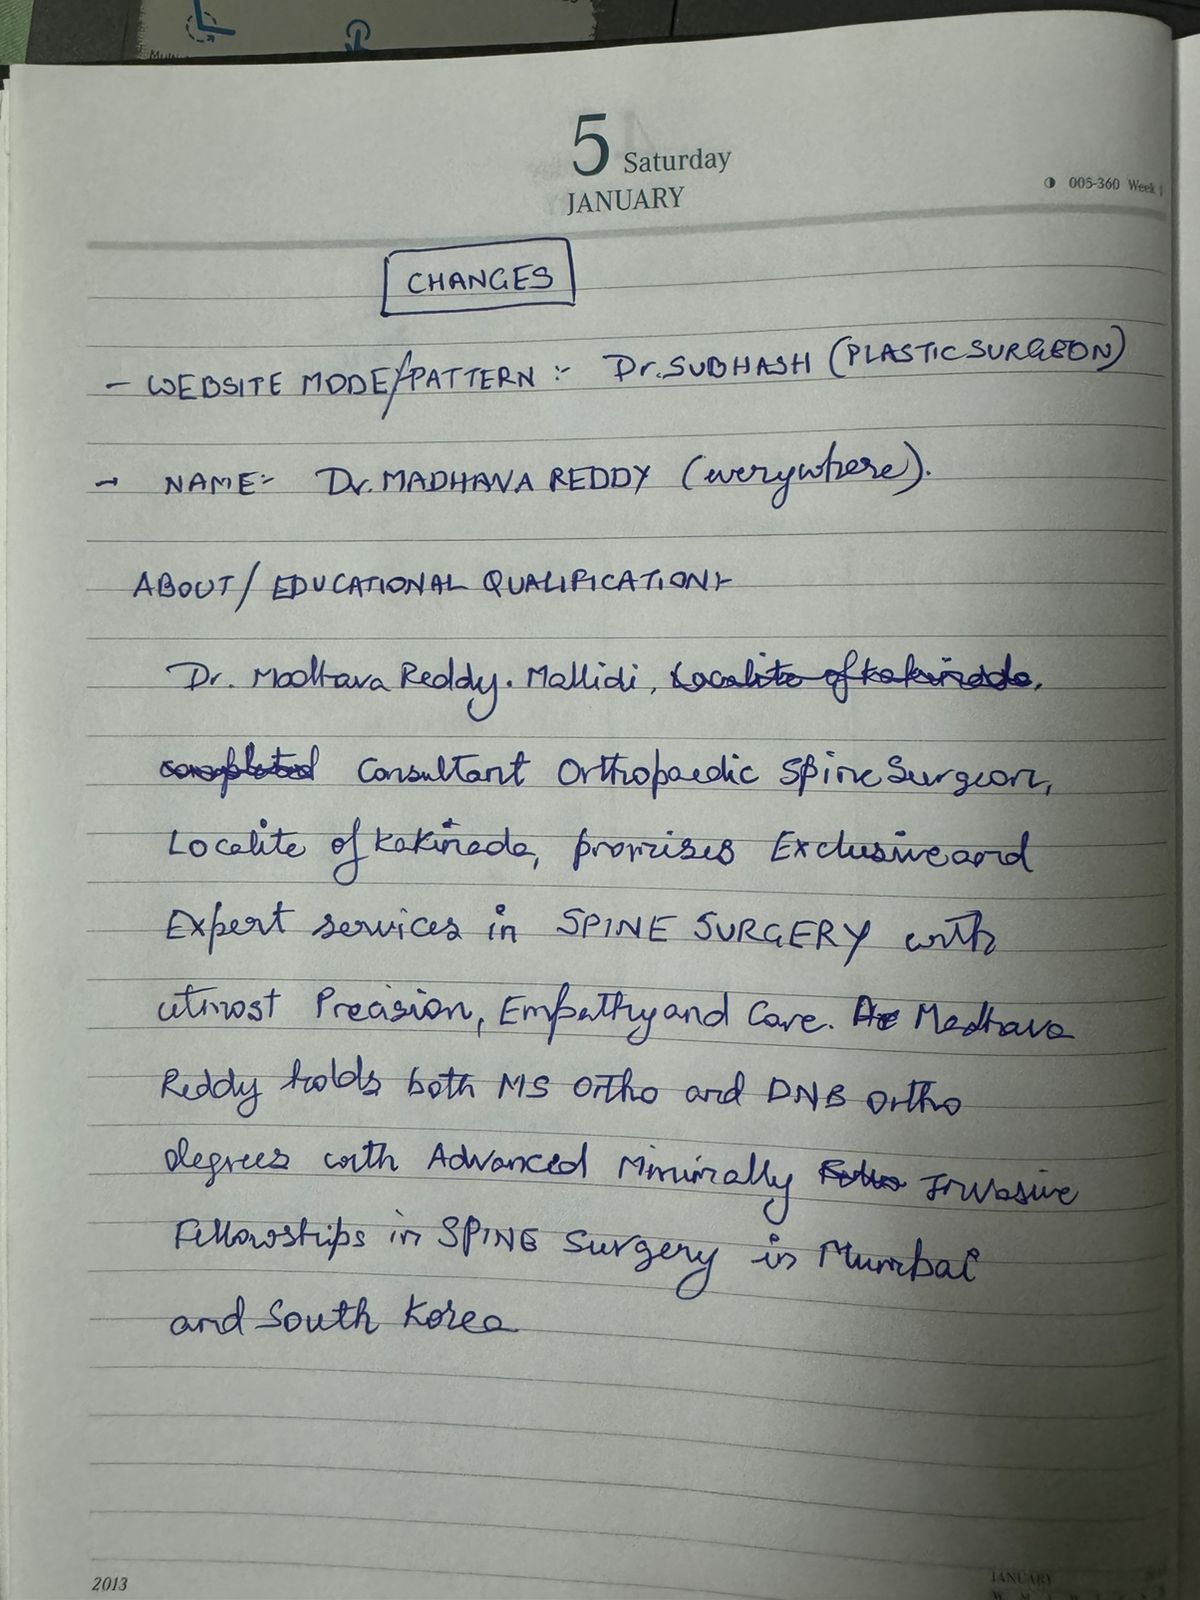 5 Saturday
JANUARY
005-360 Week 1
CHANGES
- WEBSITE MODE/PATTERN :- Dr. SUBHASH (PLASTIC SURGEON)
- NAME:- Dr. MADHAVA REDDY (everywhere).
ABOUT/ EDUCATIONAL QUALIFICATION:-
Dr. Madhava Reddy. Mallidi, Localite of Kakinada,
completed Consultant Orthopaedic Spine Surgeon,
Localite of Kakinada, promises Exclusive and
Expert services in SPINE SURGERY with
utmost Precision, Empathy and Care. He Madhava
Reddy holds both MS Ortho and DNB Ortho
degrees with Advanced Minimally Invasive
Fellowships in SPINE Surgery in Mumbai
and South Korea
2013
JANUARY